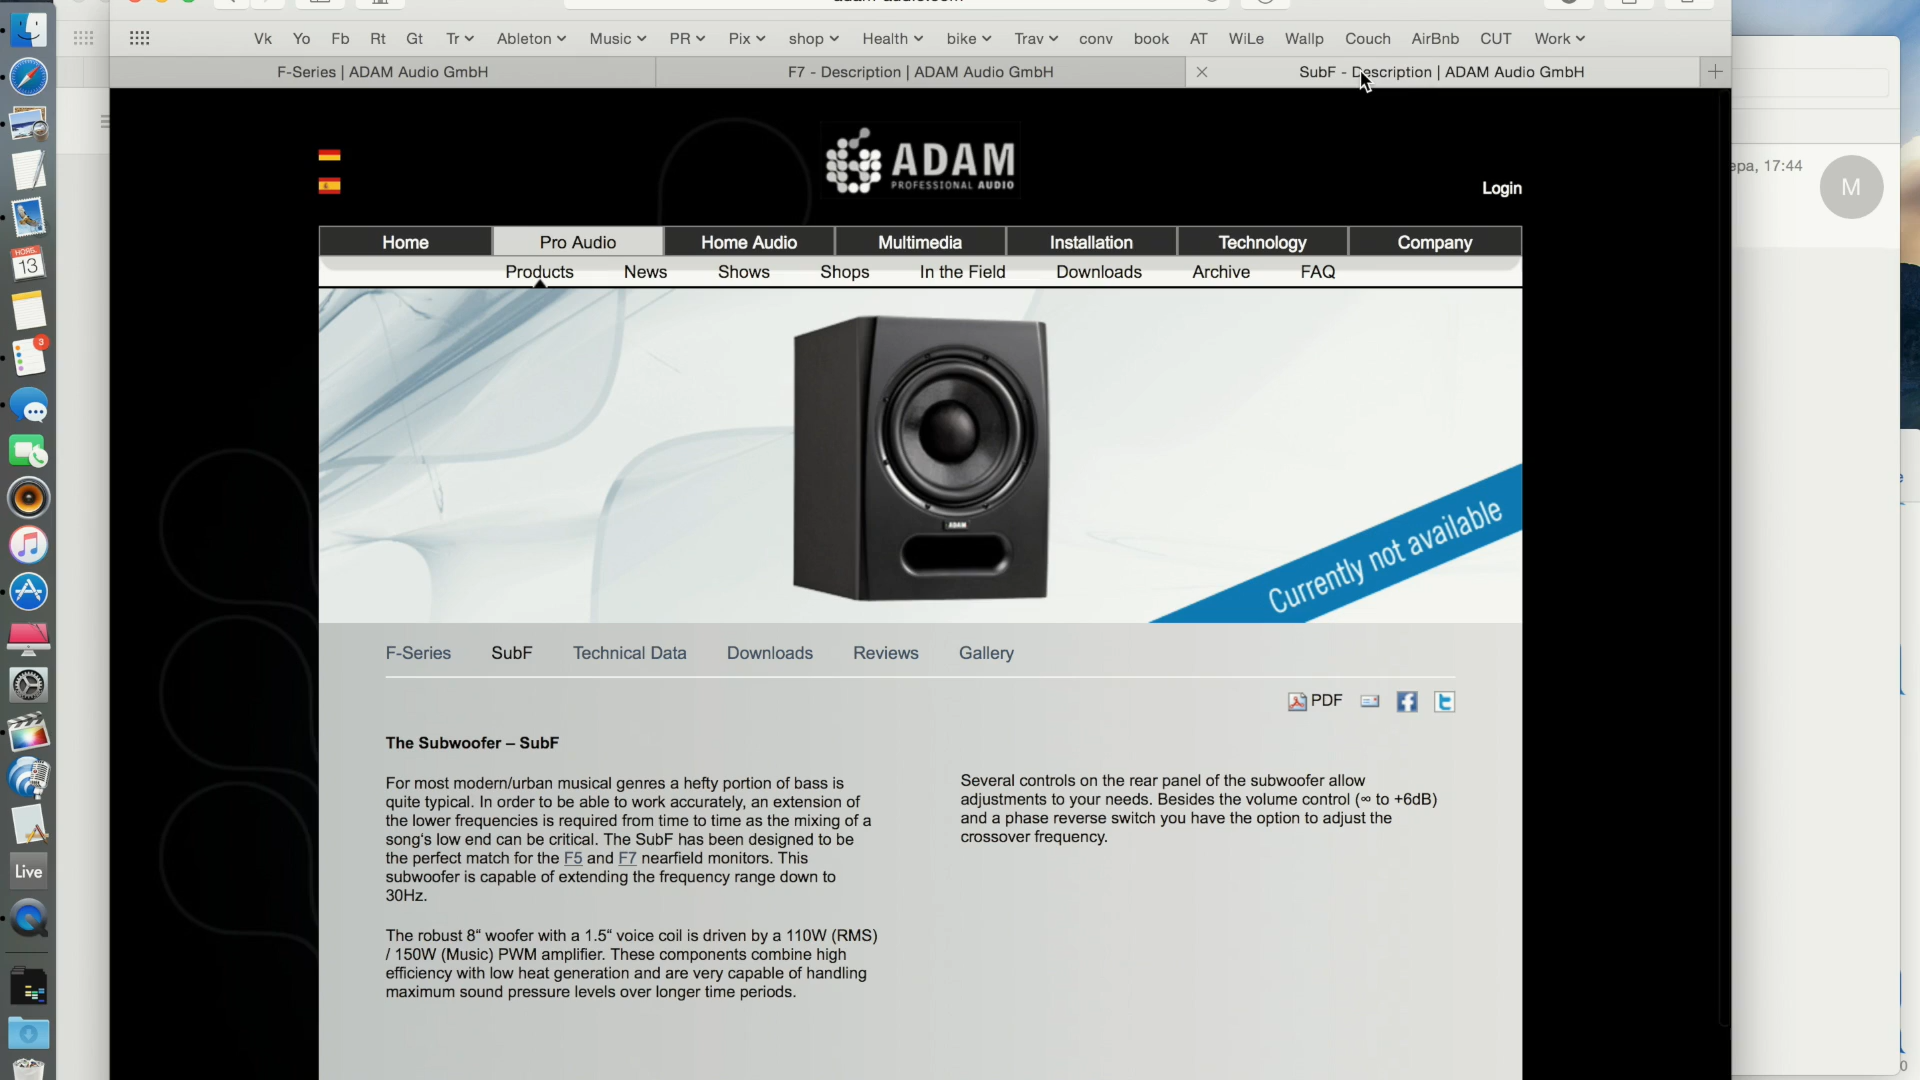 Vk Yo Fb Rt Gt Tr Ableton Music PR Pix shop Health bike Trav conv book AT WiLe Wallp Couch AirBnb CUT Work
F-Series | ADAM Audio GmbH
F7 - Description | ADAM Audio GmbH
SubF - Description | ADAM Audio GmbH
ADAM
PROFESSIONAL AUDIO
Login
17:44
M
Home Pro Audio Home Audio Multimedia Installation Technology Company
Products News Shows Shops In the Field Downloads Archive FAQ
13
3
ADAM
Currently not available
F-Series SubF Technical Data Downloads Reviews Gallery
PDF
The Subwoofer – SubF
For most modern/urban musical genres a hefty portion of bass is
quite typical. In order to be able to work accurately, an extension of
the lower frequencies is required from time to time as the mixing of a
song‘s low end can be critical. The SubF has been designed to be
the perfect match for the F5 and F7 nearfield monitors. This
subwoofer is capable of extending the frequency range down to
30Hz.
The robust 8“ woofer with a 1.5“ voice coil is driven by a 110W (RMS)
/ 150W (Music) PWM amplifier. These components combine high
efficiency with low heat generation and are very capable of handling
maximum sound pressure levels over longer time periods.
Several controls on the rear panel of the subwoofer allow
adjustments to your needs. Besides the volume control (∞ to +6dB)
and a phase reverse switch you have the option to adjust the
crossover frequency.
Live